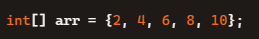 int[] arr = {2, 4, 6, 8, 10};